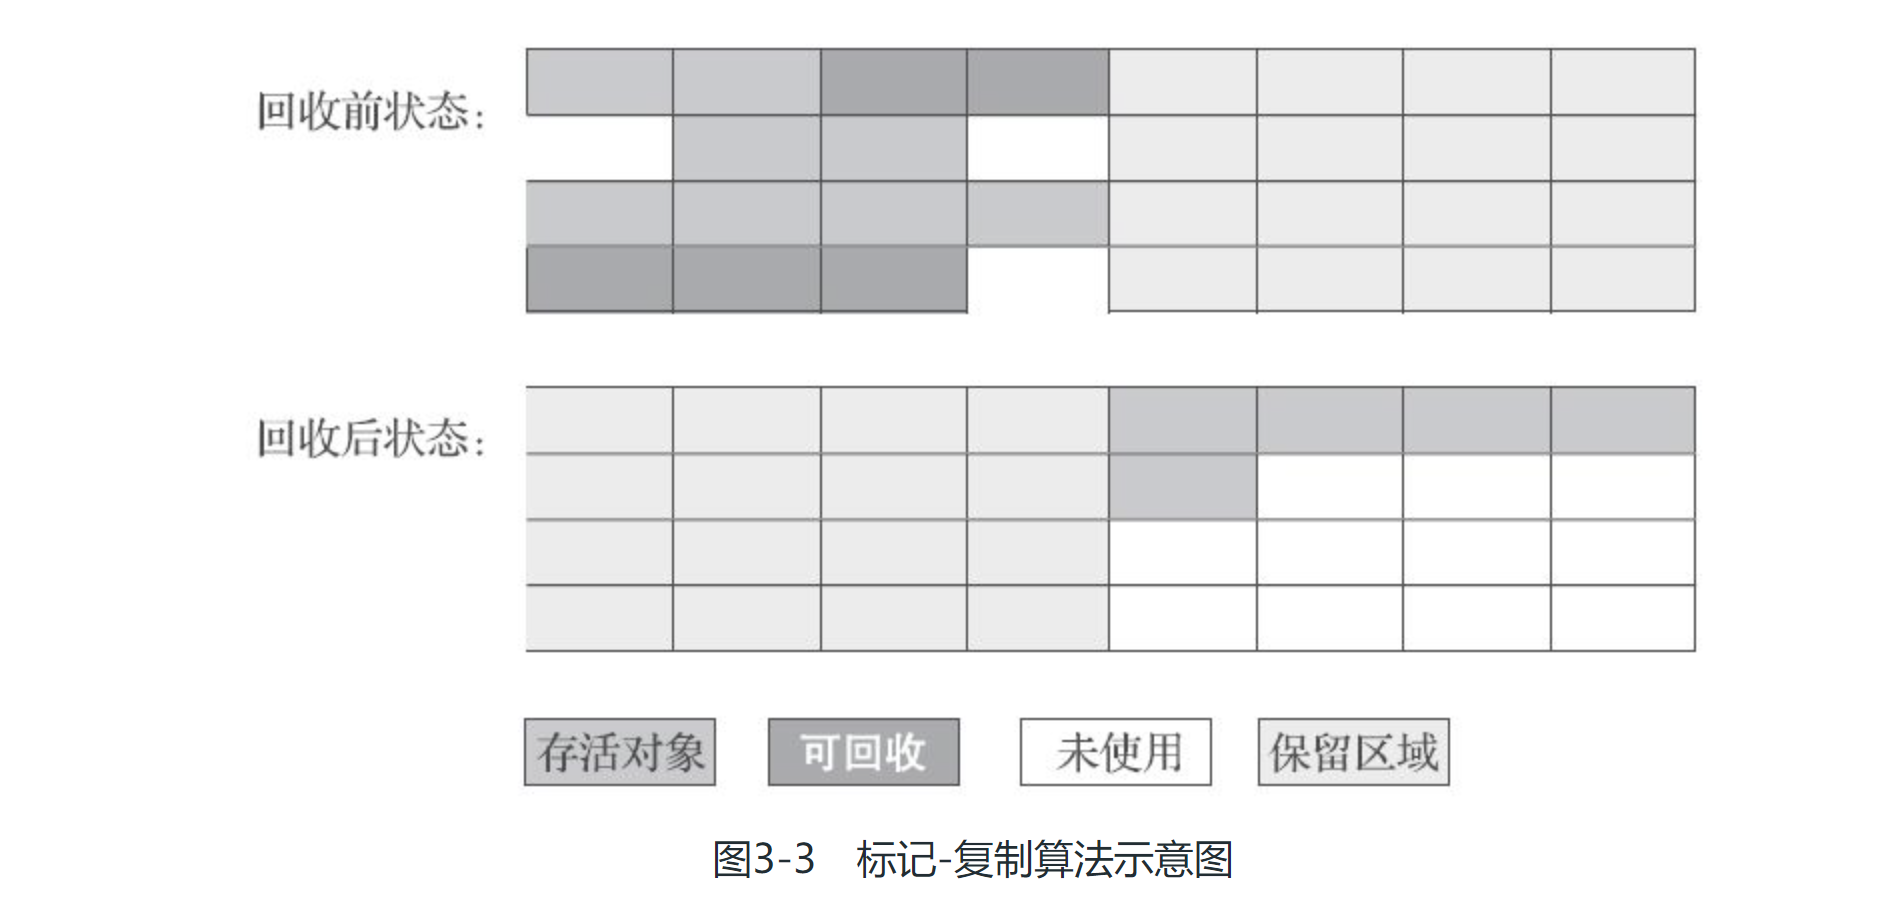 回收前状态：
回收后状态：
存活对象
可回收
未使用
保留区域
图3-3 标记-复制算法示意图